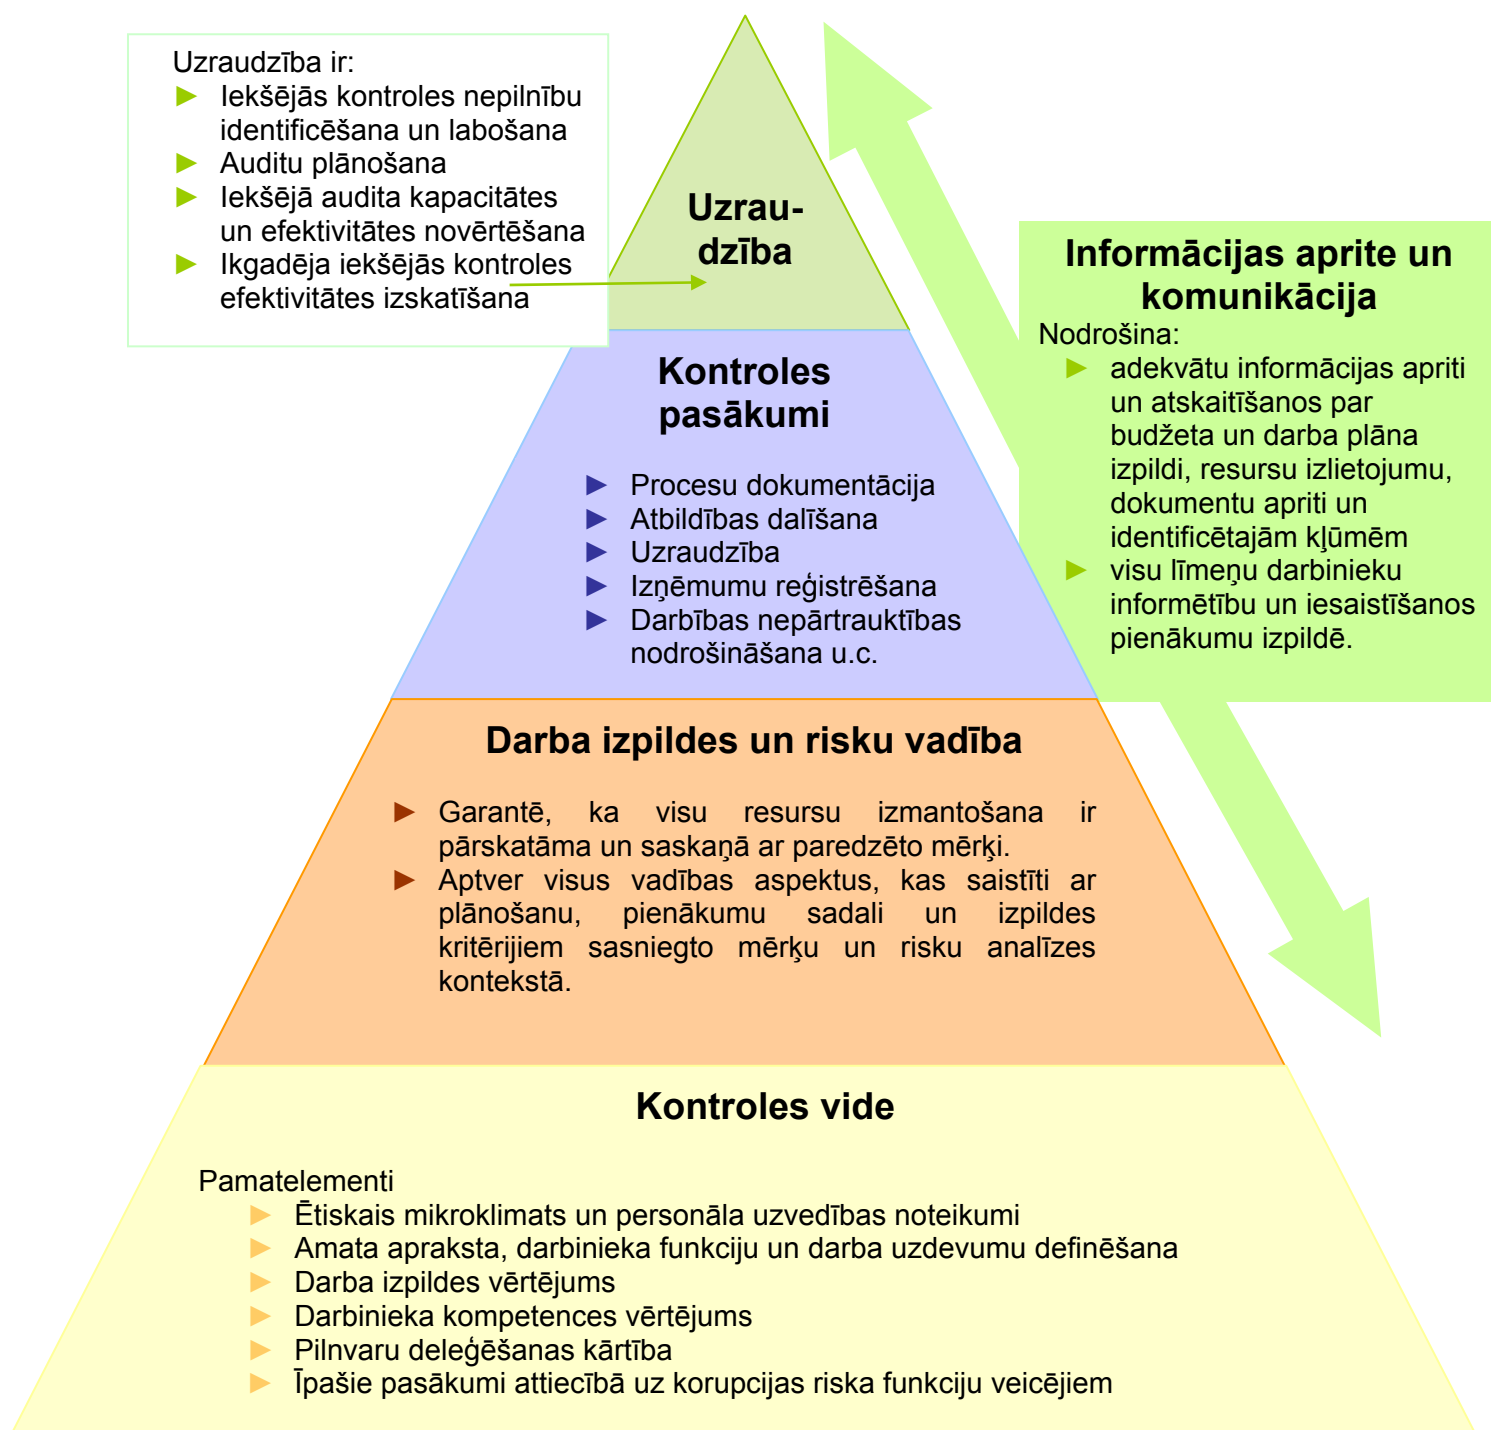 Uzraudzība ir:
► Iekšējās kontroles nepilnību
identificēšana un labošana
► Auditu plānošana
► Iekšējā audita kapacitātes
un efektivitātes novērtēšana
► Ikgadēja iekšējās kontroles
efektivitātes izskatīšana
Uzrau-
dzība
Informācijas aprite un
komunikācija
Nodrošina:
► adekvātu informācijas apriti
un atskaitīšanos par
budžeta un darba plāna
izpildi, resursu izlietojumu,
dokumentu apriti un
identificētajām kļūmēm
► visu līmeņu darbinieku
informētību un iesaistīšanos
pienākumu izpildē.
Kontroles
pasākumi
► Procesu dokumentācija
► Atbildības dalīšana
► Uzraudzība
► Izņēmumu reģistrēšana
► Darbības nepārtrauktības
nodrošināšana u.c.
Darba izpildes un risku vadība
► Garantē, ka visu resursu izmantošana ir
pārskatāma un saskaņā ar paredzēto mērķi.
► Aptver visus vadības aspektus, kas saistīti ar
plānošanu, pienākumu sadali un izpildes
kritērijiem sasniegto mērķu un risku analīzes
kontekstā.
Kontroles vide
Pamatelementi
► Ētiskais mikroklimats un personāla uzvedības noteikumi
► Amata apraksta, darbinieka funkciju un darba uzdevumu definēšana
► Darba izpildes vērtējums
► Darbinieka kompetences vērtējums
► Pilnvaru deleģēšanas kārtība
► Īpašie pasākumi attiecībā uz korupcijas riska funkciju veicējiem